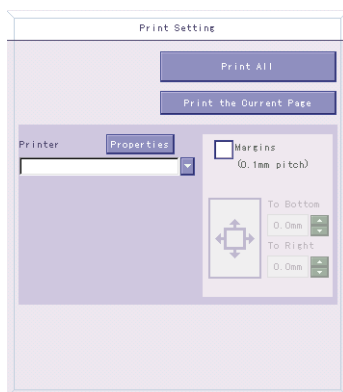 Print Setting
Print All
Print the Current Page
Printer
Properties
Margins
(0.1mm pitch)
To Bottom
0.0mm
To Right
0.0mm